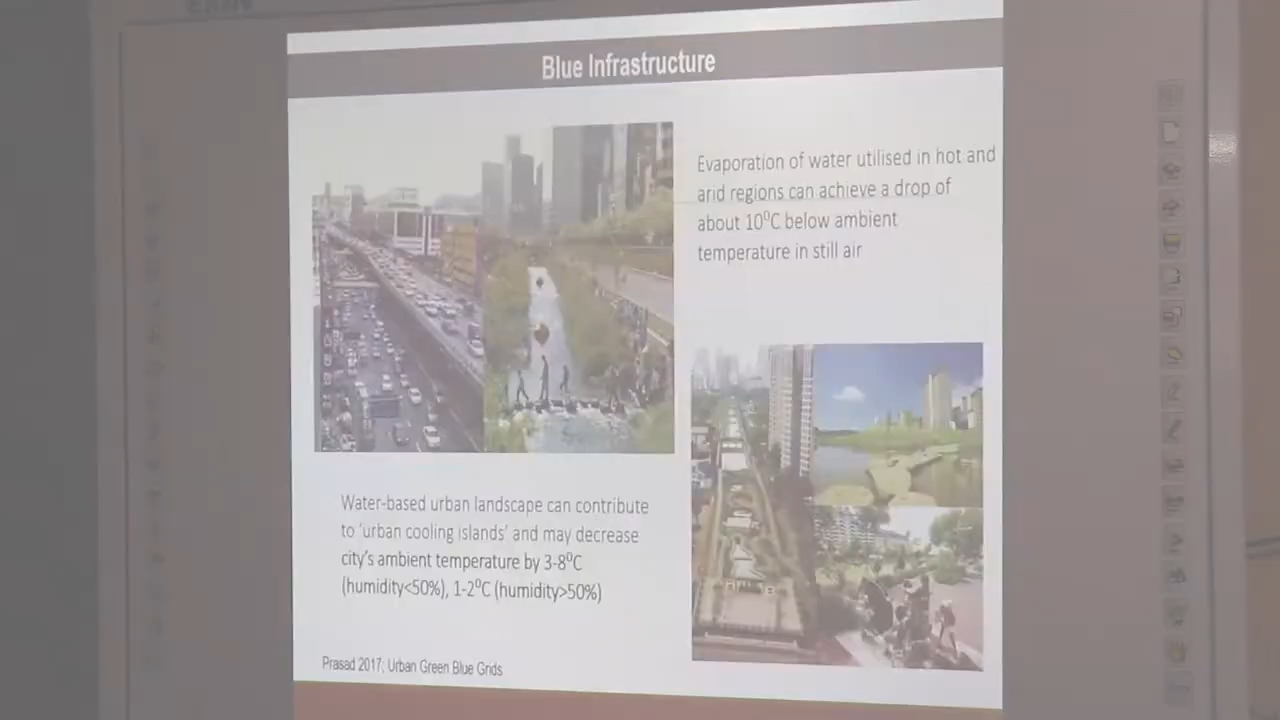 Blue Infrastructure
Evaporation of water utilised in hot and
arid regions can achieve a drop of
about 10⁰C below ambient
temperature in still air
Water-based urban landscape can contribute
to ‘urban cooling islands’ and may decrease
city’s ambient temperature by 3-8⁰C
(humidity<50%), 1-2⁰C (humidity>50%)
Prasad 2017; Urban Green Blue Grids